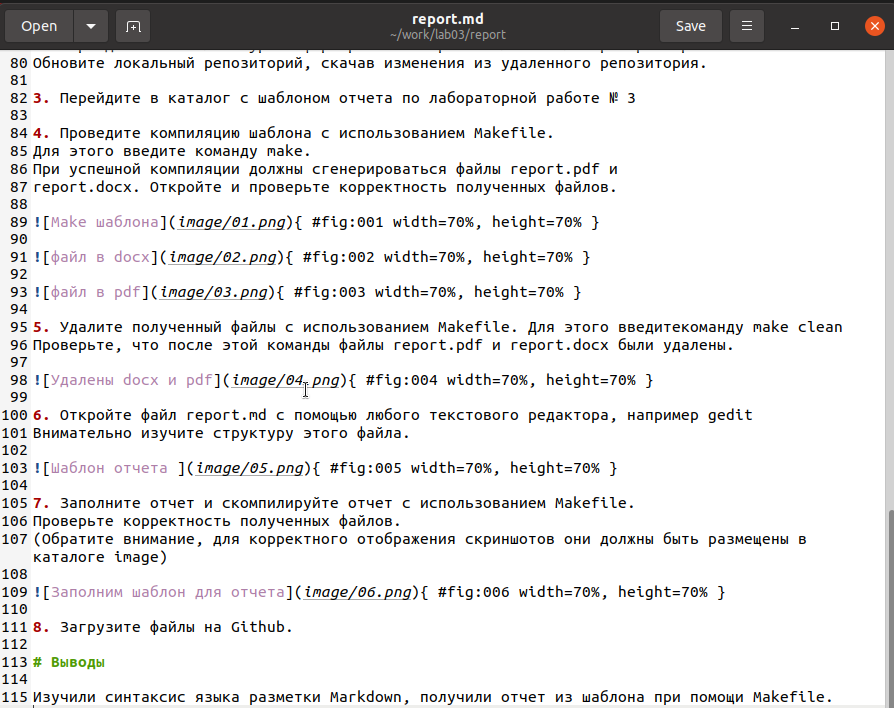 Open
report.md
~/work/lab03/report
Save
80 Обновите локальный репозиторий, скачав изменения из удаленного репозитория.
81
82 3. Перейдите в каталог с шаблоном отчета по лабораторной работе № 3
83
84 4. Проведите компиляцию шаблона с использованием Makefile.
85 Для этого введите команду make.
86 При успешной компиляции должны сгенерироваться файлы report.pdf и
87 report.docx. Откройте и проверьте корректность полученных файлов.
88
89 ![Make шаблона](image/01.png){ #fig:001 width=70%, height=70% }
90
91 ![файл в docx](image/02.png){ #fig:002 width=70%, height=70% }
92
93 ![файл в pdf](image/03.png){ #fig:003 width=70%, height=70% }
94
95 5. Удалите полученный файлы с использованием Makefile. Для этого введитекоманду make clean
96 Проверьте, что после этой команды файлы report.pdf и report.docx были удалены.
97
98 ![Удалены docx и pdf](image/04.png){ #fig:004 width=70%, height=70% }
99
100 6. Откройте файл report.md с помощью любого текстового редактора, например gedit
101 Внимательно изучите структуру этого файла.
102
103 ![Шаблон отчета ](image/05.png){ #fig:005 width=70%, height=70% }
104
105 7. Заполните отчет и скомпилируйте отчет с использованием Makefile.
106 Проверьте корректность полученных файлов.
107 (Обратите внимание, для корректного отображения скриншотов они должны быть размещены в
каталоге image)
108
109 ![Заполним шаблон для отчета](image/06.png){ #fig:006 width=70%, height=70% }
110
111 8. Загрузите файлы на Github.
112
113 # Выводы
114
115 Изучили синтаксис языка разметки Markdown, получили отчет из шаблона при помощи Makefile.